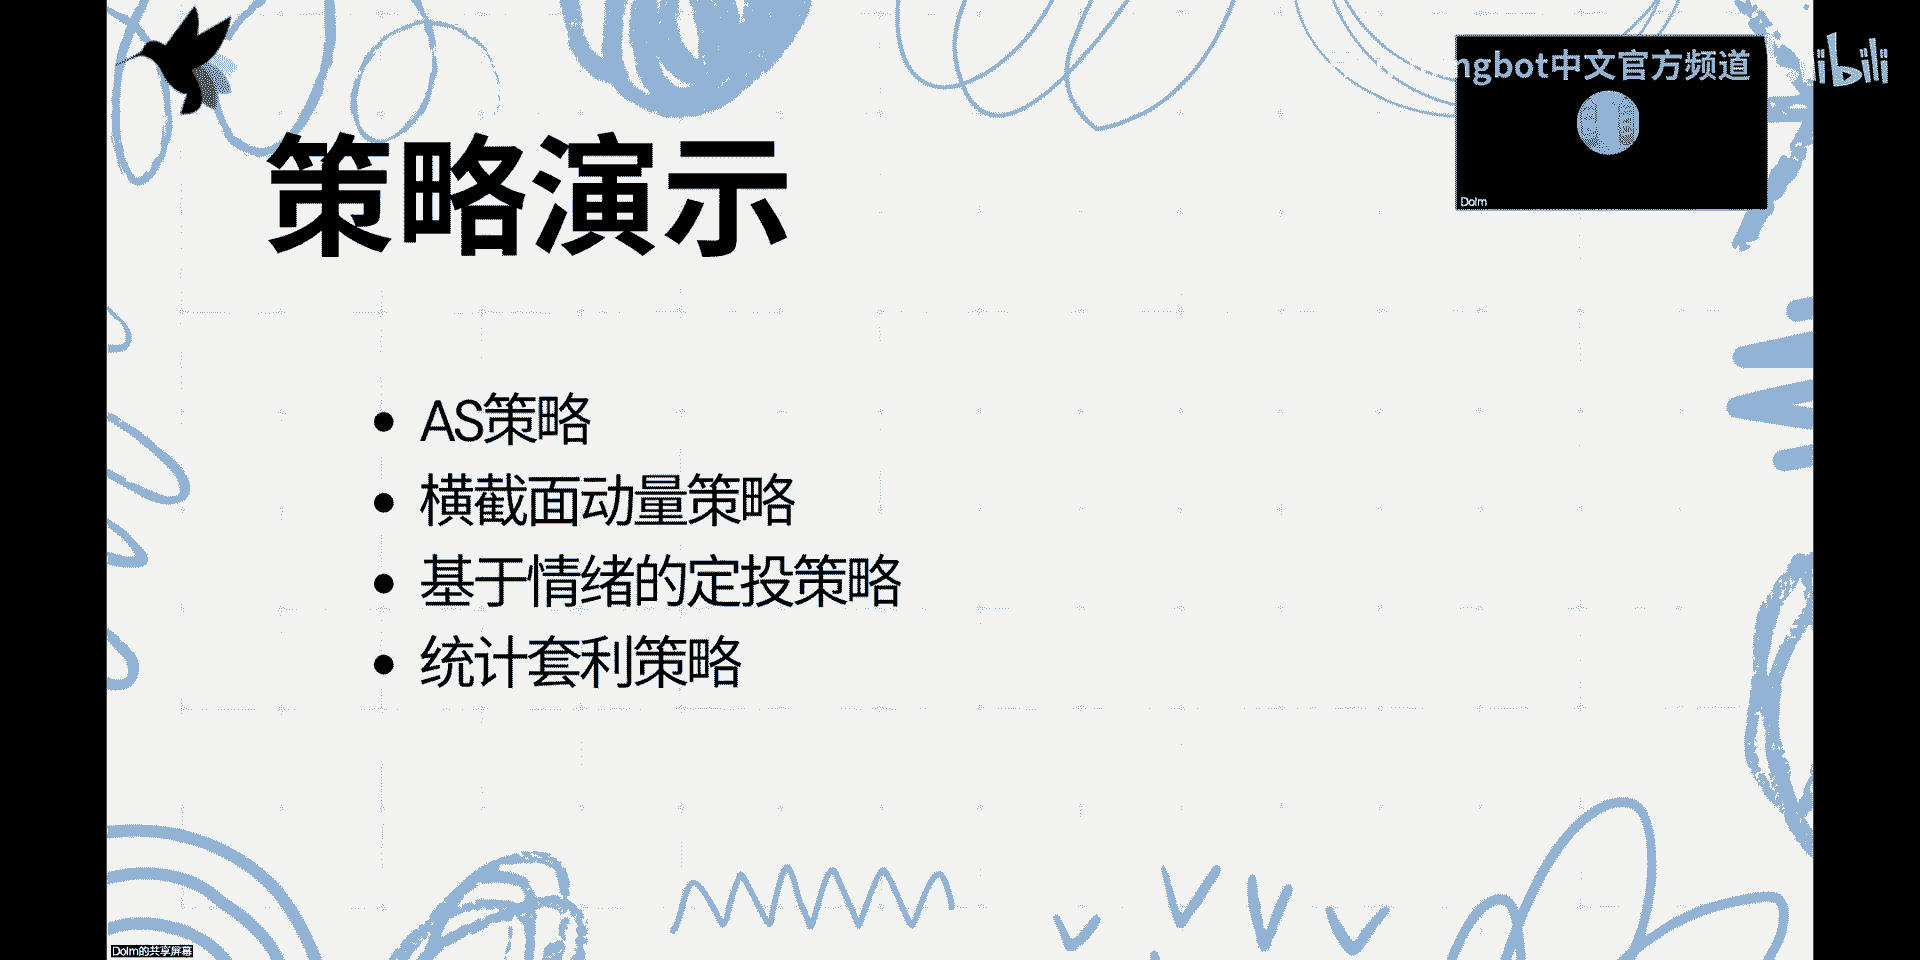 ngbot中文官方频道
ibili
策略演示
Dolm
AS策略
横截面动量策略
基于情绪的定投策略
统计套利策略
Dolm的共享屏幕